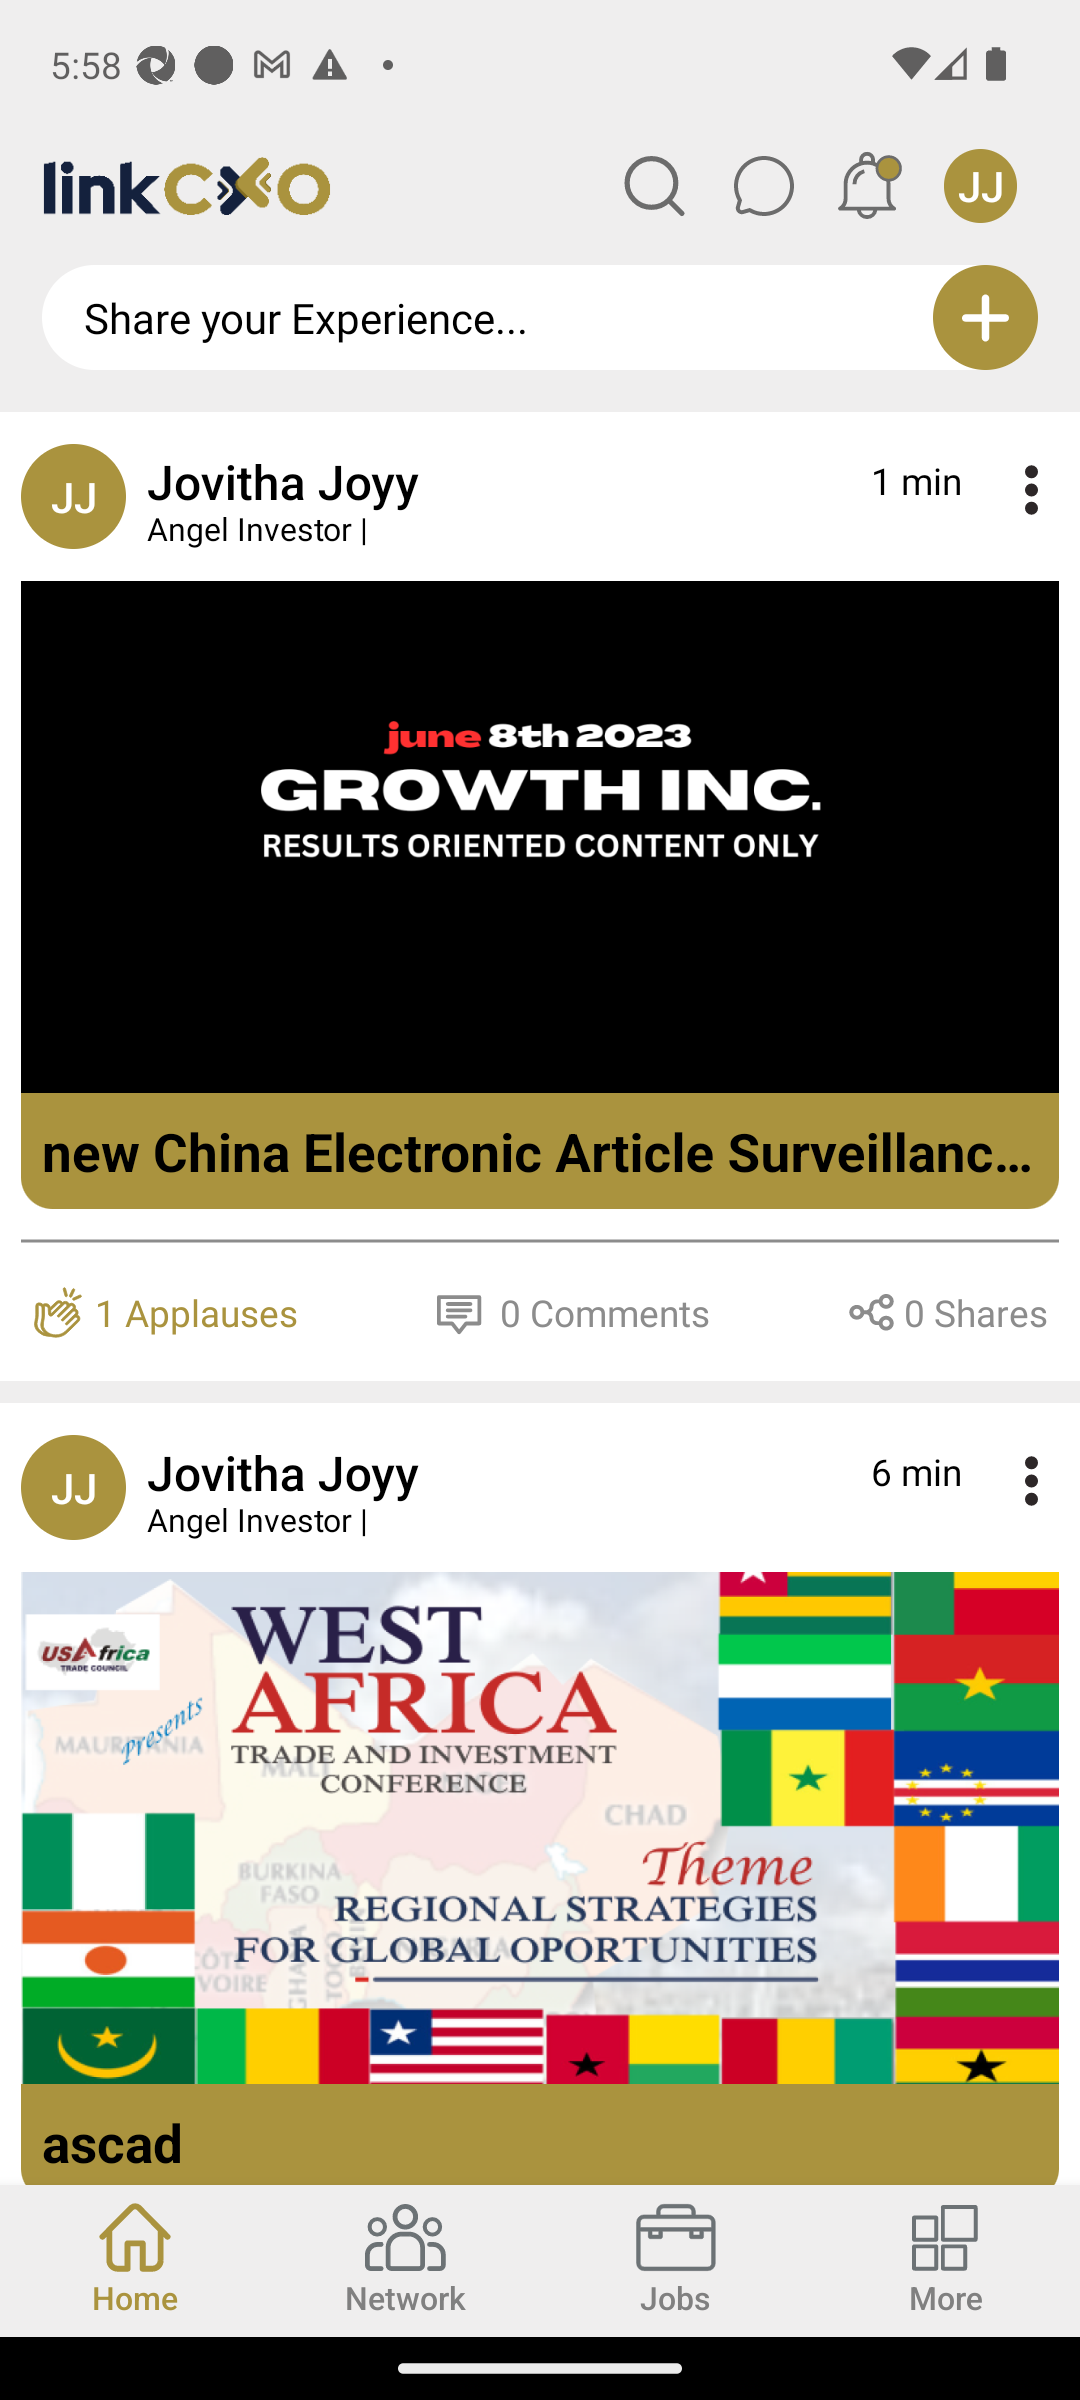 5:58
linkCXO
JJ
Share your Experience...
JJ
Jovitha Joyy
1 min
Angel Investor |
june 8th 2023
GROWTH INC.
RESULTS ORIENTED CONTENT ONLY
new China Electronic Article Surveillanc...
1 Applauses
0 Comments
0 Shares
JJ
Jovitha Joyy
6 min
Angel Investor |
USAfrica
TRADE COUNCIL
presents
WEST
AFRICA
TRADE AND INVESTMENT
CONFERENCE
MAURITANIA
MALI
CHAD
BURKINA
FASO
Theme
REGIONAL STRATEGIES
FOR GLOBAL OPORTUNITIES
NIGERIA
CÔTE
VOIRE
GHANA
TOGO
ascad
Home
Network
Jobs
More